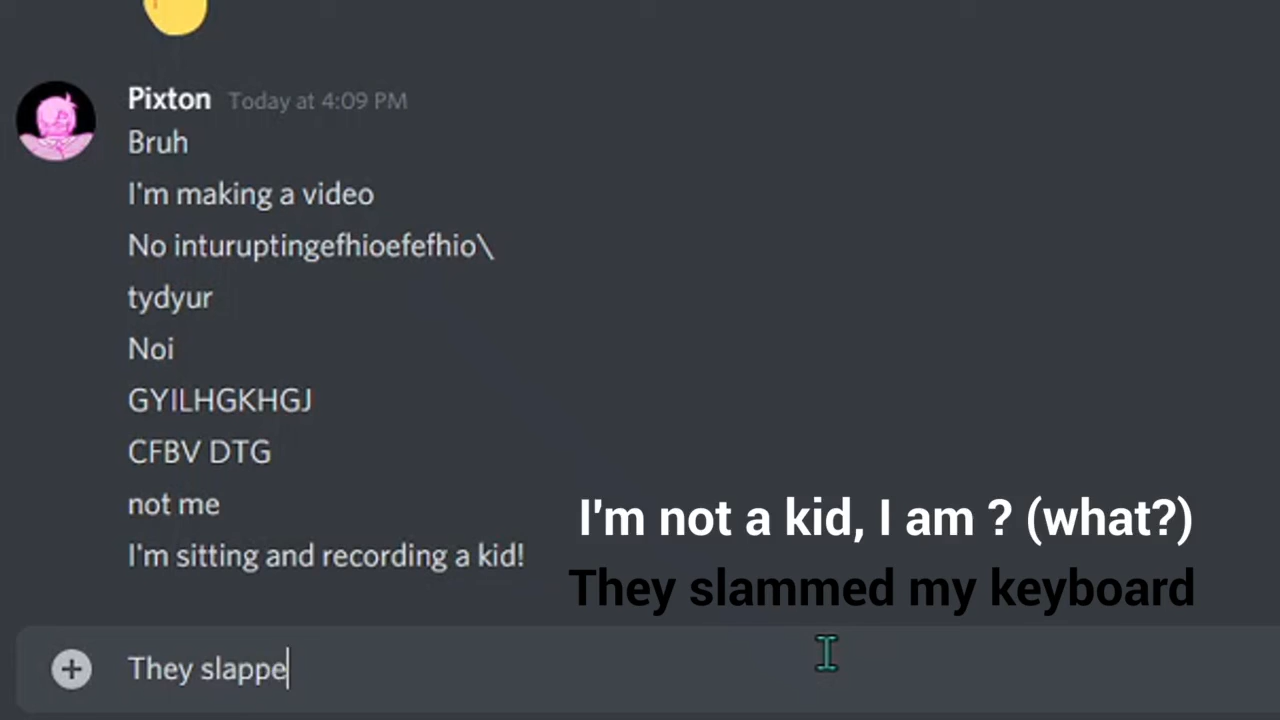 Pixton Today at 4:09 PM
Bruh
I'm making a video
No inturuptingefhioefefhio\
tydyur
Noi
GYILHGKHGJ
CFBV DTG
not me
I'm sitting and recording a kid!
I'm not a kid, I am ? (what?)
They slammed my keyboard
They slappe